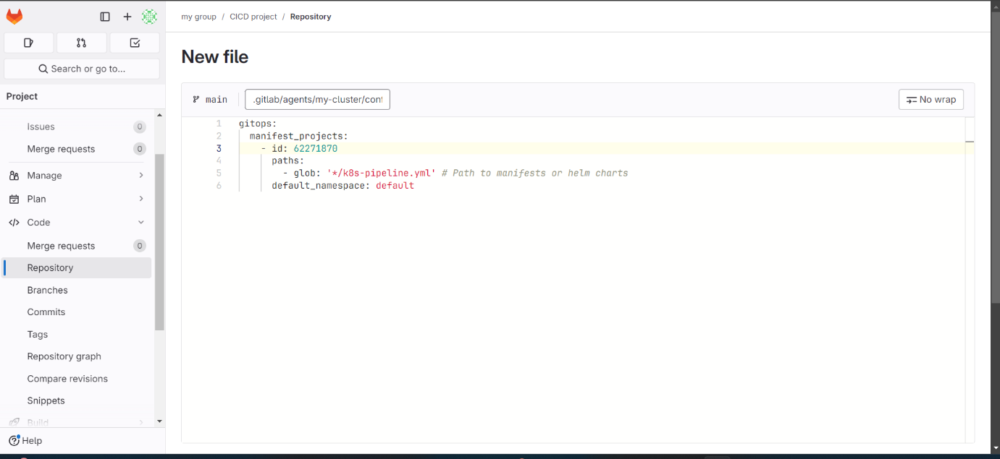 my group / CICD project / Repository
Search or go to...
Project
Issues 0
Merge requests 0
Manage
Plan
Code
Merge requests 0
Repository
Branches
Commits
Tags
Repository graph
Compare revisions
Snippets
Build
Help
New file
main .gitlab/agents/my-cluster/conf No wrap
1 gitops:
2 manifest_projects:
3 - id: 62271870
4 paths:
5 - glob: '*/k8s-pipeline.yml' # Path to manifests or helm charts
6 default_namespace: default